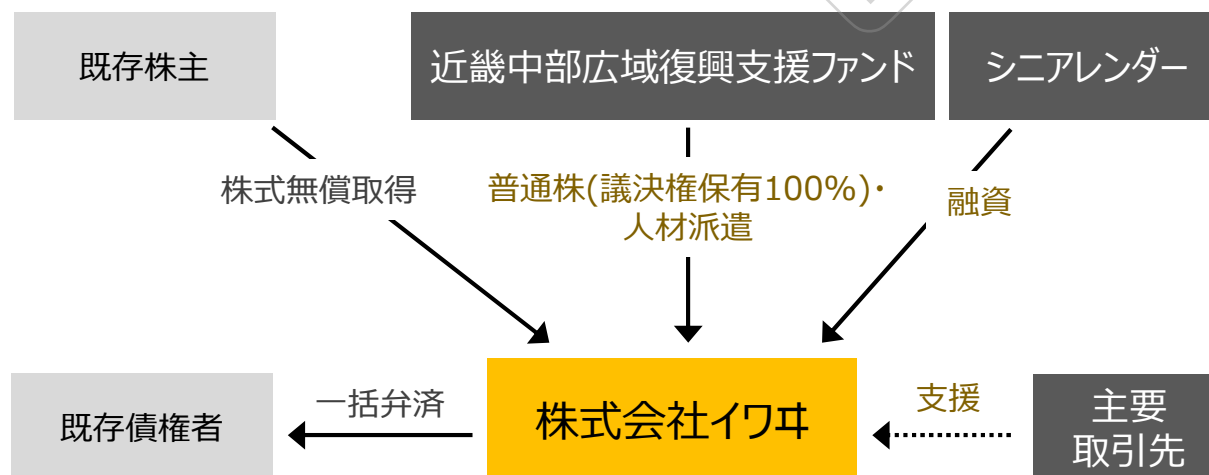 既存株主
近畿中部広域復興支援ファンド
シニアレンダー
株式無償取得
普通株(議決権保有100%)・
人材派遣
融資
既存債権者
一括弁済
株式会社イワヰ
支援
主要
取引先